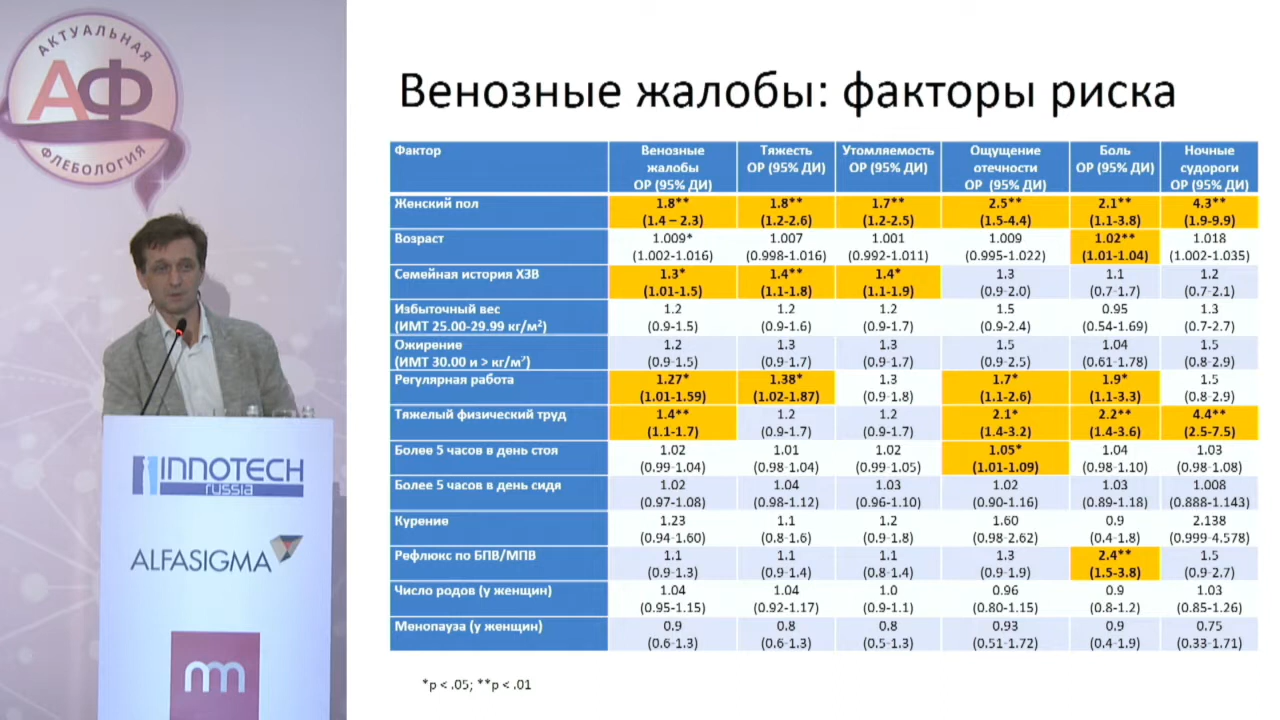 АКТУАЛЬНАЯ
АФ
ФЛЕБОЛОГИЯ
INNOTECH
russia
ALFASIGMA
Венозные жалобы: факторы риска
Фактор Венозные жалобы ОР (95% ДИ) Тяжесть ОР (95% ДИ) Утомляемость ОР (95% ДИ) Ощущение отечности ОР (95% ДИ) Боль ОР (95% ДИ) Ночные судороги ОР (95% ДИ)
Женский пол 1.8** 1.8** 1.7** 2.5** 2.1** 4.3**
(1.4 – 2.3) (1.2-2.6) (1.2-2.5) (1.5-4.4) (1.1-3.8) (1.9-9.9)
Возраст 1.009* 1.007 1.001 1.009 1.02** 1.018
(1.002-1.016) (0.998-1.016) (0.992-1.011) (0.995-1.022) (1.01-1.04) (1.002-1.035)
Семейная история ХЗВ 1.3* 1.4** 1.4* 1.3 1.1 1.2
(1.01-1.5) (1.1-1.8) (1.1-1.9) (0.9-2.0) (0.7-1.7) (0.7-2.1)
Избыточный вес 1.2 1.2 1.2 1.5 0.95 1.3
(ИМТ 25.00-29.99 кг/м²) (0.9-1.5) (0.9-1.6) (0.9-1.7) (0.9-2.4) (0.54-1.69) (0.7-2.7)
Ожирение 1.2 1.3 1.3 1.5 1.04 1.5
(ИМТ 30.00 и > кг/м²) (0.9-1.5) (0.9-1.7) (0.9-1.7) (0.9-2.5) (0.61-1.78) (0.8-2.9)
Регулярная работа 1.27* 1.38* 1.3 1.7* 1.9* 1.5
(1.01-1.59) (1.02-1.87) (0.9-1.8) (1.1-2.6) (1.1-3.3) (0.8-2.9)
Тяжелый физический труд 1.4** 1.2 1.2 2.1* 2.2** 4.4**
(1.1-1.7) (0.9-1.7) (0.9-1.7) (1.4-3.2) (1.4-3.6) (2.5-7.5)
Более 5 часов в день стоя 1.02 1.01 1.02 1.05* 1.04 1.03
(0.99-1.04) (0.98-1.04) (0.99-1.05) (1.01-1.09) (0.98-1.10) (0.98-1.08)
Более 5 часов в день сидя 1.02 1.04 1.03 1.02 1.03 1.008
(0.97-1.08) (0.98-1.12) (0.96-1.10) (0.90-1.16) (0.89-1.18) (0.888-1.143)
Курение 1.23 1.1 1.2 1.60 0.9 2.138
(0.94-1.60) (0.8-1.6) (0.9-1.8) (0.98-2.62) (0.4-1.8) (0.999-4.578)
Рефлюкс по БПВ/МПВ 1.1 1.1 1.1 1.3 2.4** 1.5
(0.9-1.3) (0.9-1.4) (0.8-1.4) (0.9-1.9) (1.5-3.8) (0.9-2.7)
Число родов (у женщин) 1.04 1.04 1.0 0.96 0.9 1.03
(0.95-1.15) (0.92-1.17) (0.9-1.1) (0.80-1.15) (0.8-1.2) (0.85-1.26)
Менопауза (у женщин) 0.9 0.8 0.8 0.93 0.9 0.75
(0.6-1.3) (0.6-1.3) (0.5-1.3) (0.51-1.72) (0.4-1.9) (0.33-1.71)
*p < .05; **p < .01